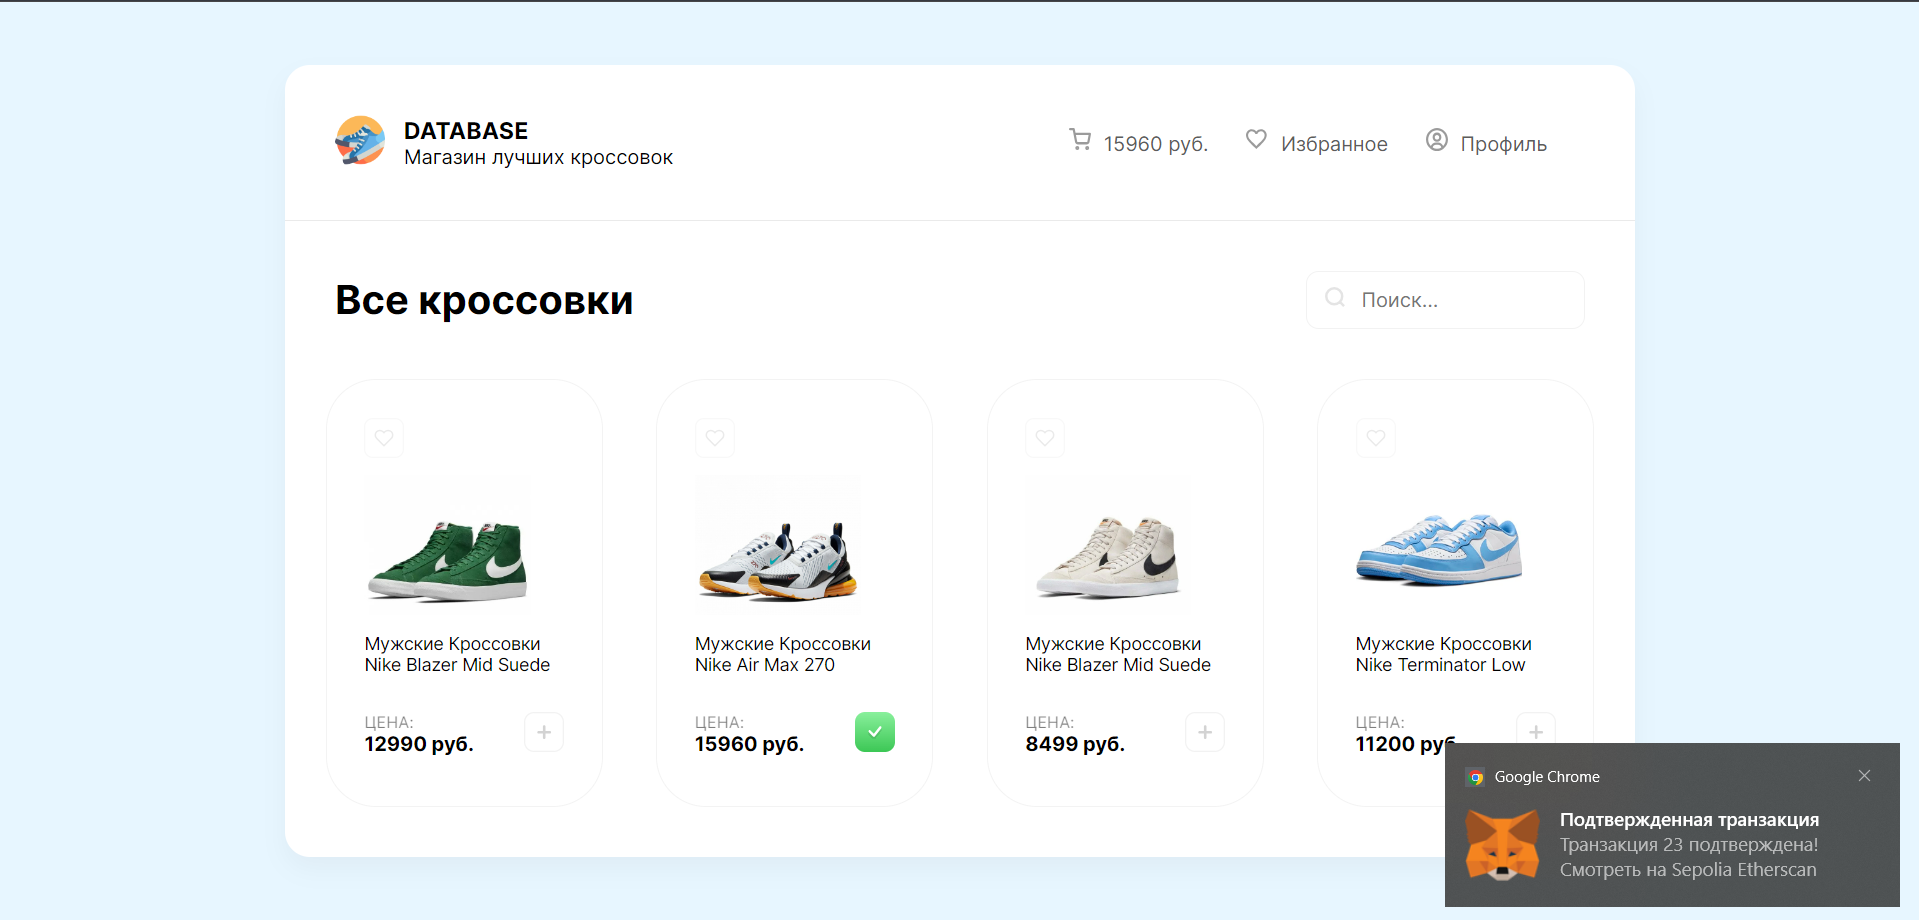 DATABASE
Магазин лучших кроссовок
15960 руб.
Избранное
Профиль
Все кроссовки
Поиск...
Мужские Кроссовки
Nike Blazer Mid Suede
ЦЕНА:
12990 руб.
Мужские Кроссовки
Nike Air Max 270
ЦЕНА:
15960 руб.
Мужские Кроссовки
Nike Blazer Mid Suede
ЦЕНА:
8499 руб.
Мужские Кроссовки
Nike Terminator Low
ЦЕНА:
11200 руб
Google Chrome
Подтвержденная транзакция
Транзакция 23 подтверждена!
Смотреть на Sepolia Etherscan